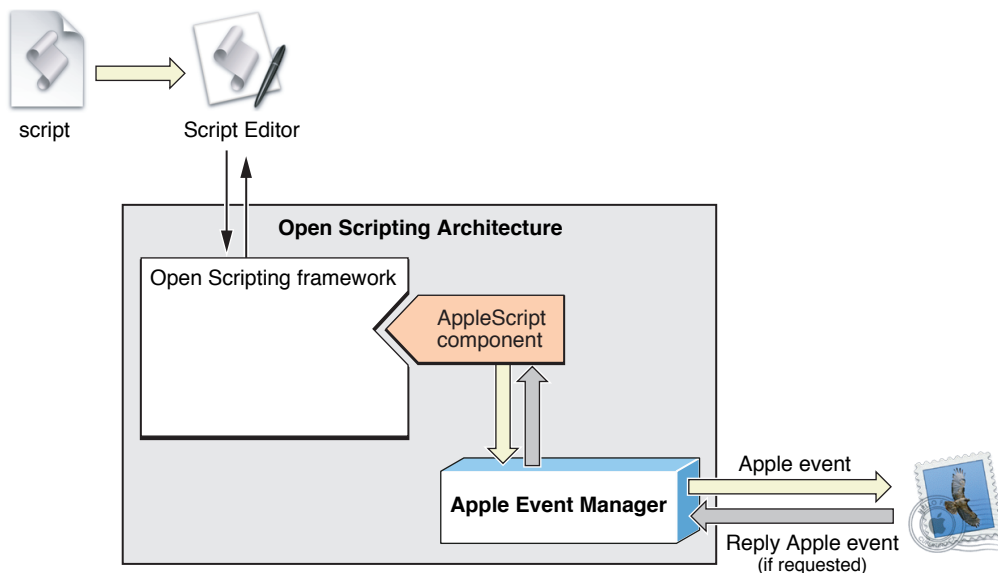 script
Script Editor
Open Scripting Architecture
Open Scripting framework
AppleScript
component
Apple Event Manager
Apple event
Reply Apple event
(if requested)